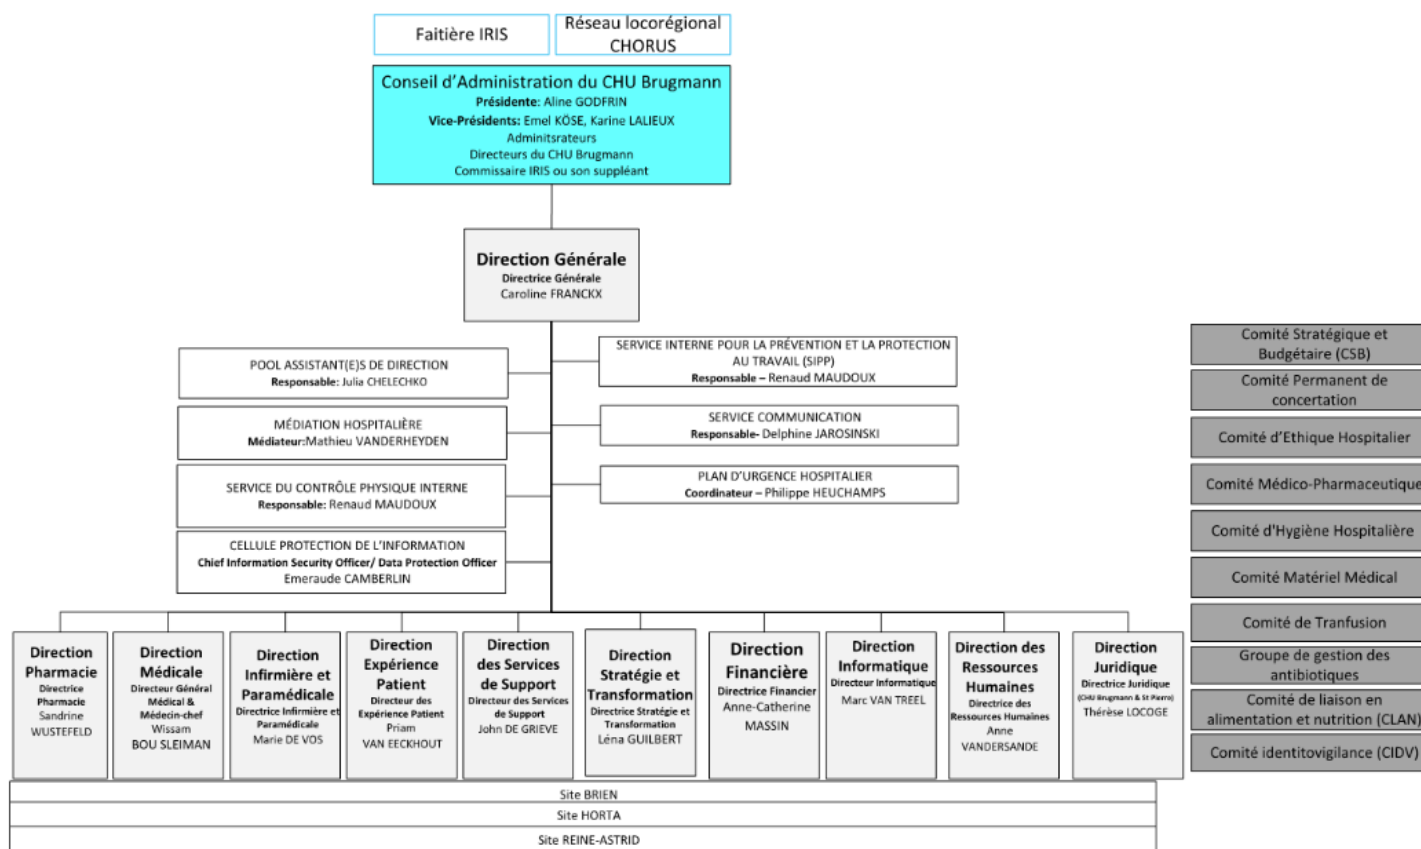 Faitière IRIS
Réseau locorégional
CHORUS
Conseil d'Administration du CHU Brugmann
Présidente: Aline GODFRIN
Vice-Présidents: Emel KÖSE, Karine LALIEUX
Adminitsrateurs
Directeurs du CHU Brugmann
Commissaire IRIS ou son suppléant
Direction Générale
Directrice Générale
Caroline FRANCKX
POOL ASSISTANT(E)S DE DIRECTION
Responsable: Julia CHELECHKO
SERVICE INTERNE POUR LA PRÉVENTION ET LA PROTECTION
AU TRAVAIL (SIPP)
Responsable – Renaud MAUDOUX
MÉDIATION HOSPITALIÈRE
Médiateur:Mathieu VANDERHEYDEN
SERVICE COMMUNICATION
Responsable- Delphine JAROSINSKI
SERVICE DU CONTRÔLE PHYSIQUE INTERNE
Responsable: Renaud MAUDOUX
PLAN D'URGENCE HOSPITALIER
Coordinateur – Philippe HEUCHAMPS
CELLULE PROTECTION DE L'INFORMATION
Chief Information Security Officer/ Data Protection Officer
Emeraude CAMBERLIN
Direction
Pharmacie
Directrice
Pharmacie
Sandrine
WUSTEFELD
Direction
Médicale
Directeur Général
Médical &
Médecin-chef
Wissam
BOU SLEIMAN
Direction
Infirmière et
Paramédicale
Directrice Infirmière et
Paramédicale
Marie DE VOS
Direction
Expérience
Patient
Directeur des
Expérience Patient
Priam
VAN EECKHOUT
Direction
des Services
de Support
Directeur des Services
de Support
John DE GRIEVE
Direction
Stratégie et
Transformation
Directrice Stratégie et
Transformation
Léna GUILBERT
Direction
Financière
Directrice Financier
Anne-Catherine
MASSIN
Direction
Informatique
Directeur Informatique
Marc VAN TREEL
Direction des
Ressources
Humaines
Directrice des
Ressources Humaines
Anne
VANDERSANDE
Direction
Juridique
Directrice Juridique
(CHU Brugmann & St Pierre)
Thérèse LOCOGE
Site BRIEN
Site HORTA
Site REINE-ASTRID
Comité Stratégique et
Budgétaire (CSB)
Comité Permanent de
concertation
Comité d'Ethique Hospitalier
Comité Médico-Pharmaceutique
Comité d'Hygiène Hospitalière
Comité Matériel Médical
Comité de Tranfusion
Groupe de gestion des
antibiotiques
Comité de liaison en
alimentation et nutrition (CLAN)
Comité identitovigilance (CIDV)